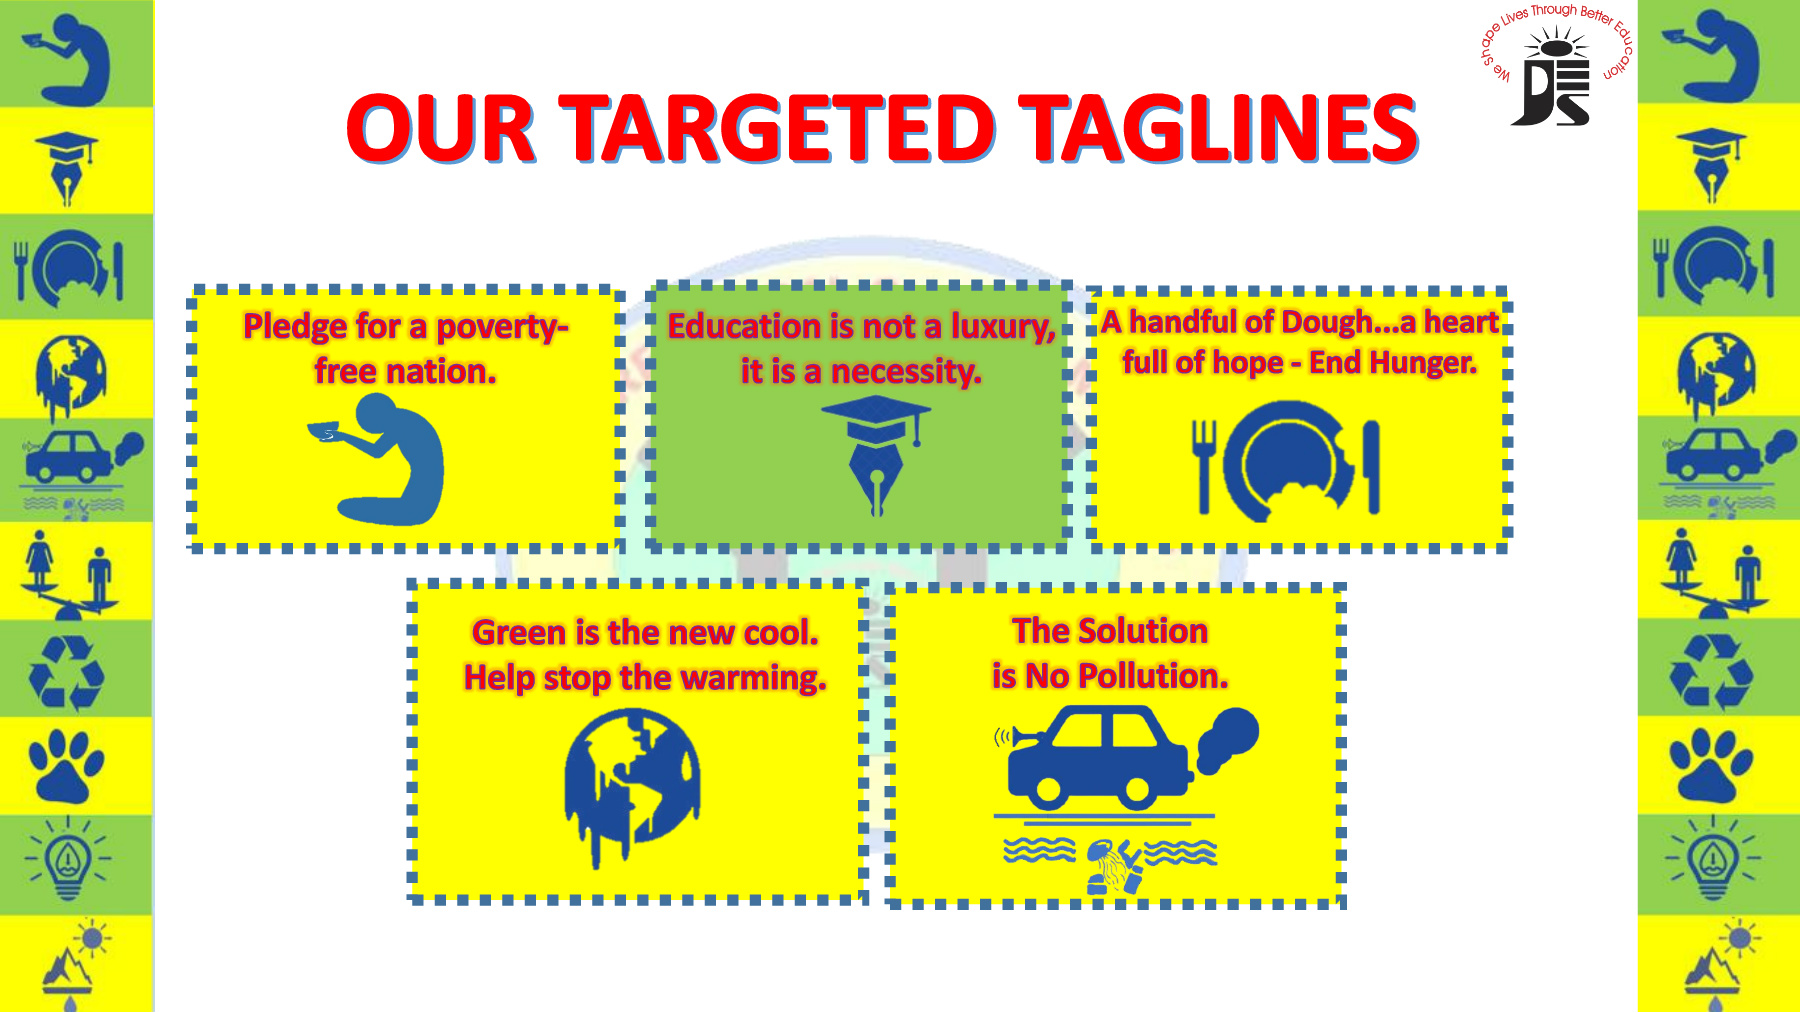 We Shape Lives Through Better Education
JES
OUR TARGETED TAGLINES
Pledge for a poverty-
free nation.
Education is not a luxury,
it is a necessity.
A handful of Dough...a heart
full of hope - End Hunger.
Green is the new cool.
Help stop the warming.
The Solution
is No Pollution.